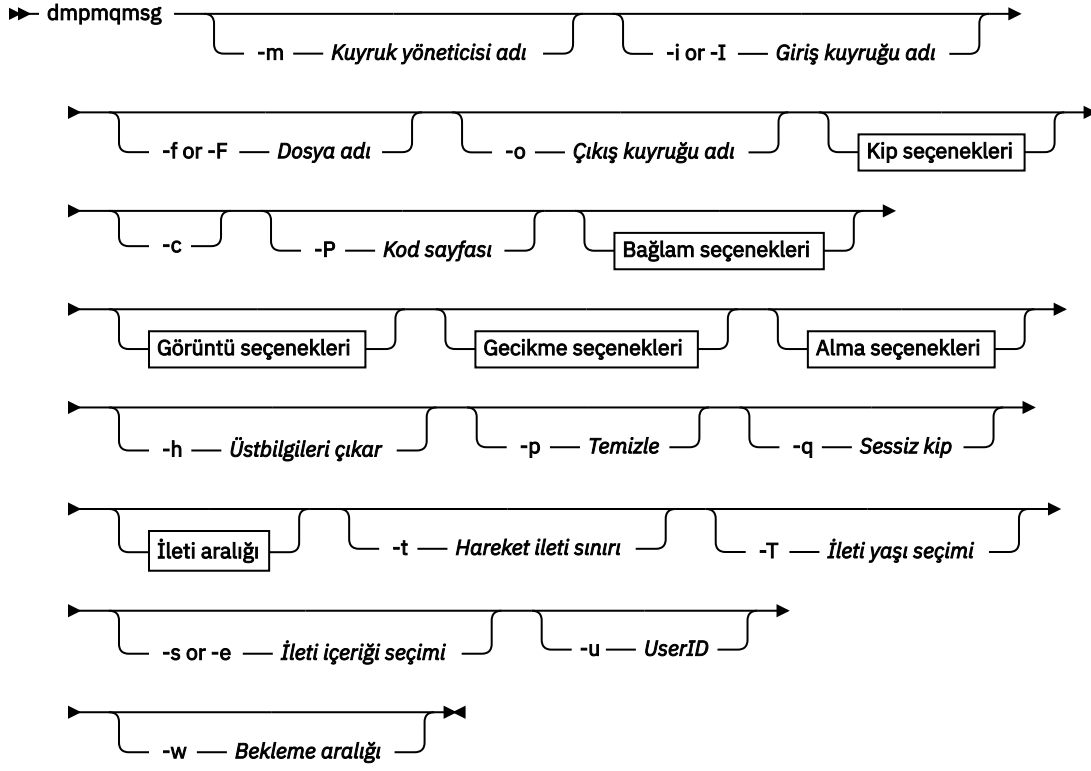 dmpmqmsg
-m Kuyruk yöneticisi adı -i or -I Giriş kuyruğu adı
-f or -F Dosya adı -o Çıkış kuyruğu adı Kip seçenekleri
-c -P Kod sayfası Bağlam seçenekleri
Görüntü seçenekleri Gecikme seçenekleri Alma seçenekleri
-h Üstbilgileri çıkar -p Temizle -q Sessiz kip
İleti aralığı -t Hareket ileti sınırı -T İleti yaşı seçimi
-s or -e İleti içeriği seçimi -u UserID
-w Bekleme aralığı